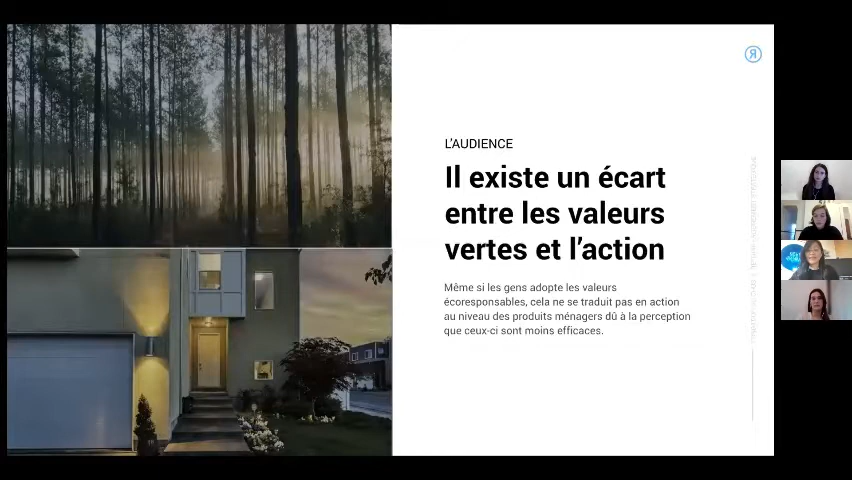 L'AUDIENCE
Il existe un écart
entre les valeurs
vertes et l'action
Même si les gens adopte les valeurs
écoresponsables, cela ne se traduit pas en action
au niveau des produits ménagers dû à la perception
que ceux-ci sont moins efficaces.